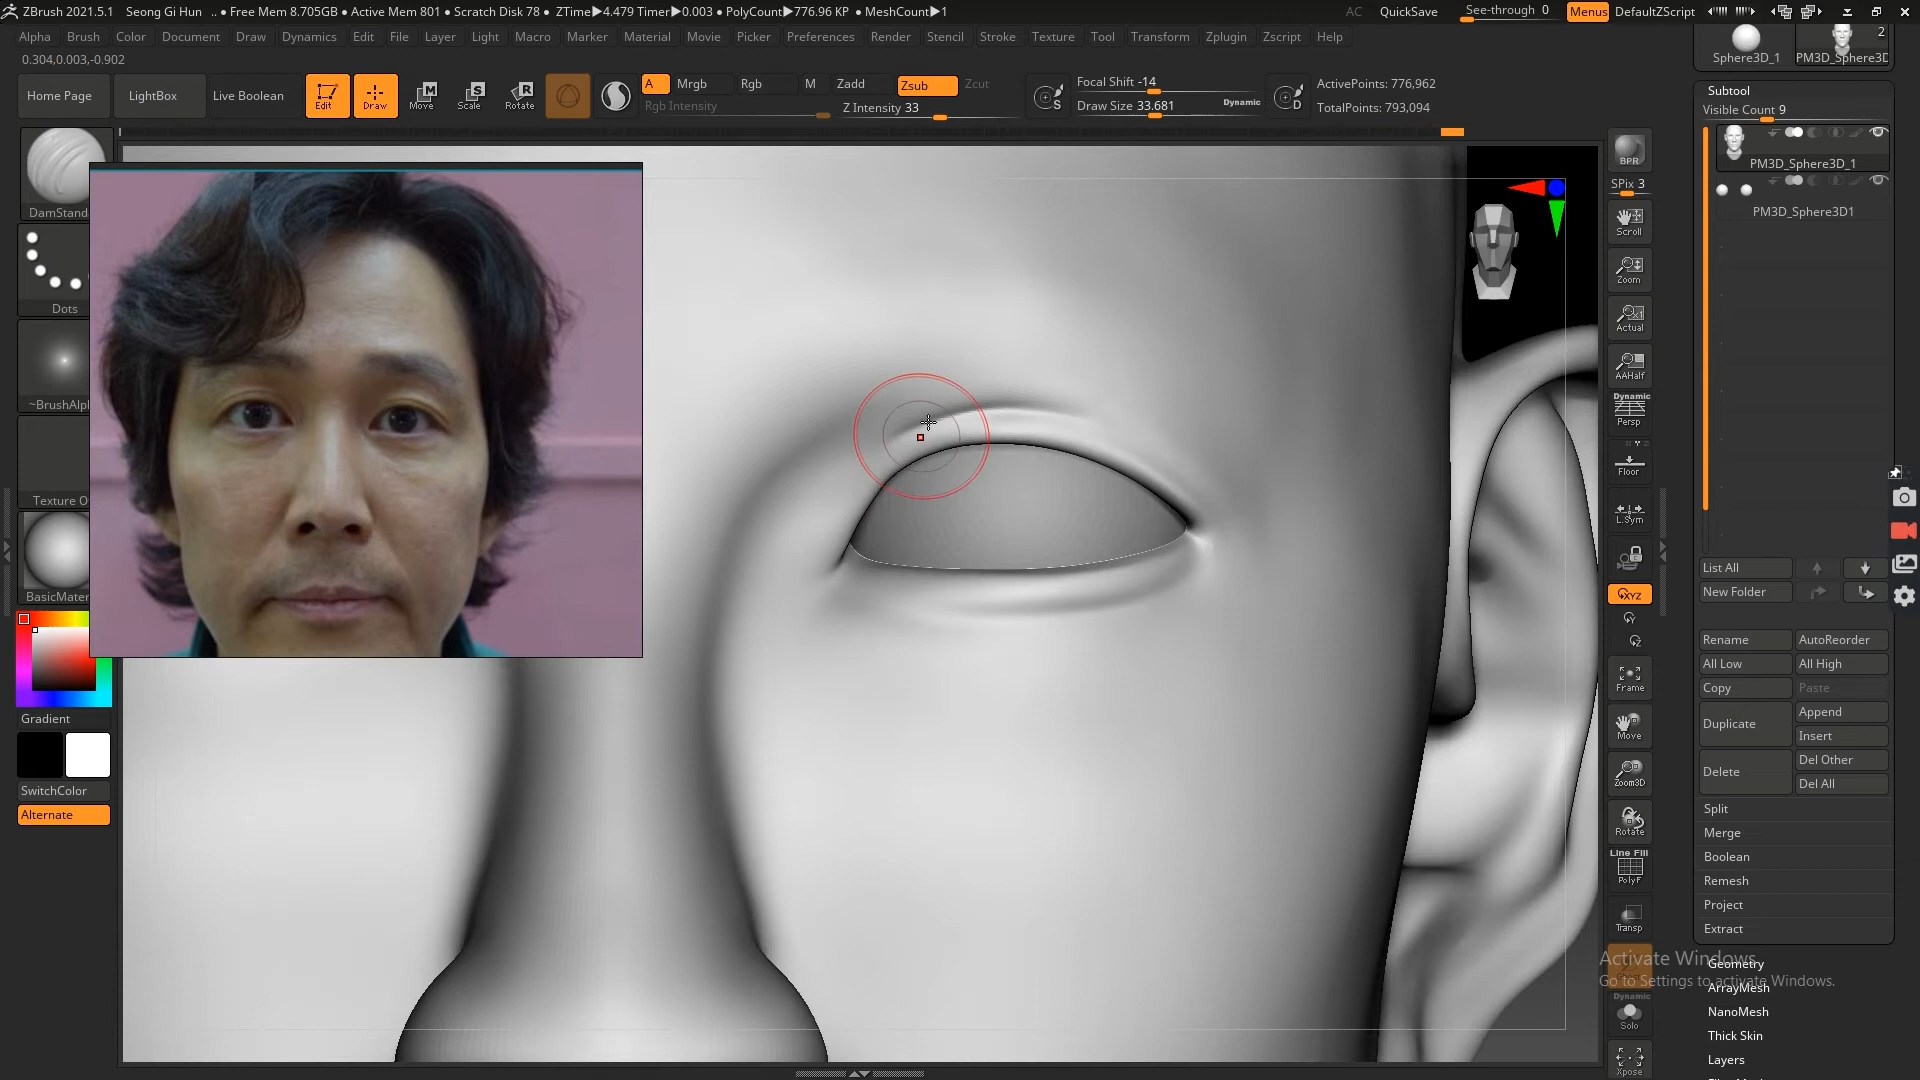 ZBrush 2021.5.1 Seong Gi Hun .. • Free Mem 8.705GB • Active Mem 801 • Scratch Disk 78 • ZTime▶4.479 Timer▶0.003 • PolyCount▶776.96 KP • MeshCount▶1 AC QuickSave See-through 0 Menus DefaultZScript
Alpha Brush Color Document Draw Dynamics Edit File Layer Light Macro Marker Material Movie Picker Preferences Render Stencil Stroke Texture Tool Transform Zplugin Zscript Help
0.304,0.003,-0.902
Home Page LightBox Live Boolean Edit Draw Move Scale Rotate
A Mrgb Rgb M Zadd Zsub Zcut
Rgb Intensity Z Intensity 33
Focal Shift -14
Draw Size 33.681 Dynamic
S D
ActivePoints: 776,962
TotalPoints: 793,094
DamStand
Dots
~BrushAlp
Texture O
BasicMater
Gradient
SwitchColor
Alternate
BPR
SPix 3
Scroll
Zoom
Actual
AAHalf
Dynamic
Persp
Floor
L.Sym
XYZ
Frame
Move
Zoom3D
Rotate
Line Fill
PolyF
Transp
Dynamic
Solo
Xpose
2
Sphere3D_1 PM3D_Sphere3D
Subtool
Visible Count 9
PM3D_Sphere3D_1
PM3D_Sphere3D1
List All
New Folder
Rename AutoReorder
All Low All High
Copy Paste
Duplicate Append
Insert
Delete Del Other
Del All
Split
Merge
Boolean
Remesh
Project
Extract
Activate Windows
Go to Settings to activate Windows.
Geometry
ArrayMesh
NanoMesh
Thick Skin
Layers